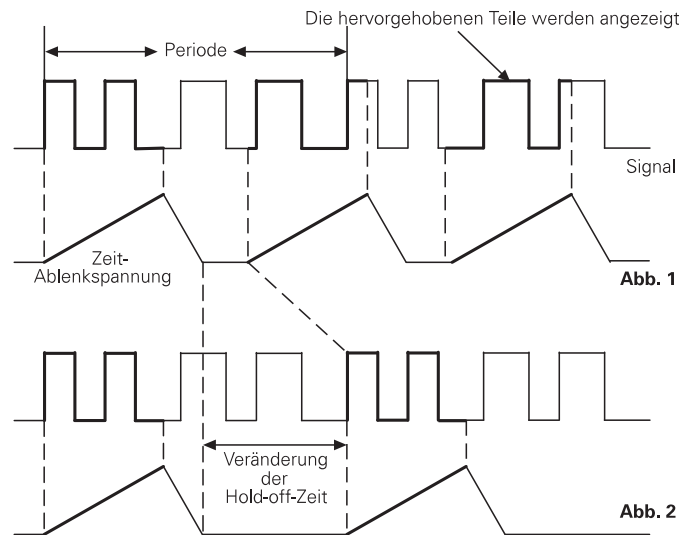 Die hervorgehobenen Teile werden angezeigt
Periode
Signal
Zeit-
Ablenkspannung
Abb. 1
Veränderung
der
Hold-off-Zeit
Abb. 2